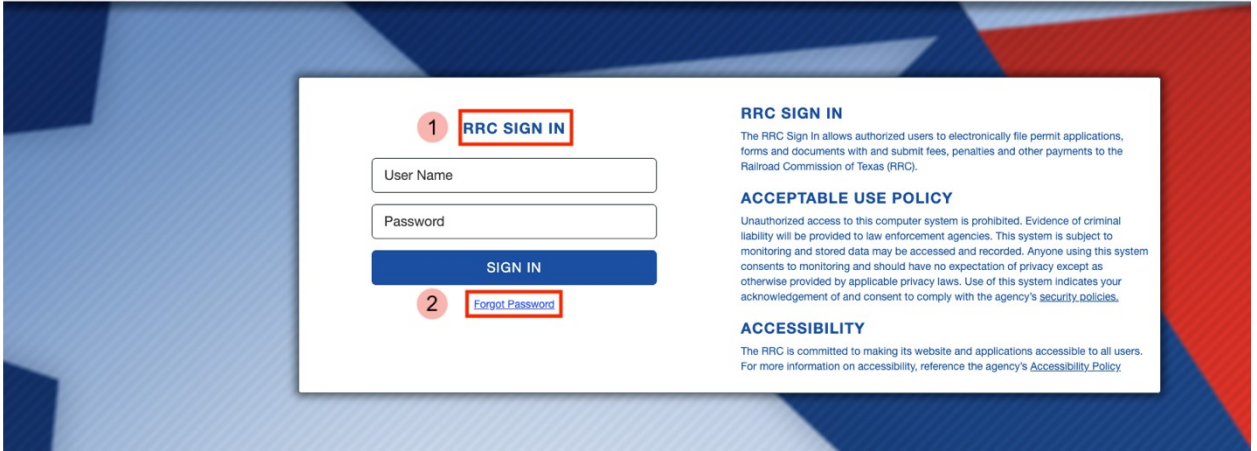 1 RRC SIGN IN
User Name
Password
SIGN IN
2 Forgot Password
RRC SIGN IN
The RRC Sign In allows authorized users to electronically file permit applications,
forms and documents with and submit fees, penalties and other payments to the
Railroad Commission of Texas (RRC).
ACCEPTABLE USE POLICY
Unauthorized access to this computer system is prohibited. Evidence of criminal
liability will be provided to law enforcement agencies. This system is subject to
monitoring and stored data may be accessed and recorded. Anyone using this system
consents to monitoring and should have no expectation of privacy except as
otherwise provided by applicable privacy laws. Use of this system indicates your
acknowledgement of and consent to comply with the agency's security policies.
ACCESSIBILITY
The RRC is committed to making its website and applications accessible to all users.
For more information on accessibility, reference the agency's Accessibility Policy